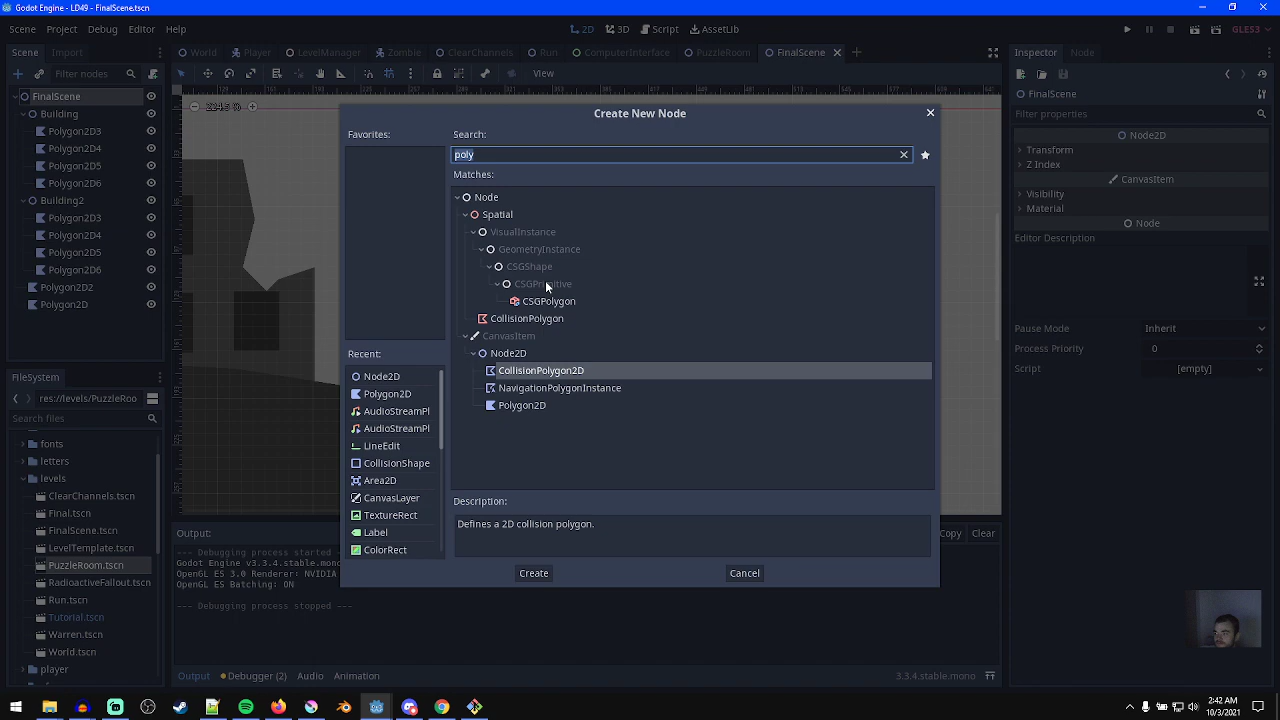 Godot Engine - LD49 - FinalScene.tscn
Scene Project Debug Editor Help
2D 3D Script AssetLib
GLES3
Scene Import
World Player LevelManager Zombie ClearChannels Run ComputerInterface PuzzleRoom FinalScene
Inspector Node
Filter nodes
View
FinalScene
FinalScene
Filter properties
Building
Polygon2D3
Polygon2D4
Polygon2D5
Polygon2D6
Building2
Polygon2D3
Polygon2D4
Polygon2D5
Polygon2D6
Polygon2D2
Polygon2D
Create New Node
Favorites:
Search:
poly
Matches:
Node
Spatial
VisualInstance
GeometryInstance
CSGShape
CSGPrimitive
CSGPolygon
CollisionPolygon
CanvasItem
Node2D
CollisionPolygon2D
NavigationPolygonInstance
Polygon2D
Recent:
Node2D
Polygon2D
AudioStreamPl
AudioStreamPl
LineEdit
CollisionShape
Area2D
CanvasLayer
TextureRect
Label
ColorRect
Description:
Defines a 2D collision polygon.
Create Cancel
Node2D
Transform
Z Index
CanvasItem
Visibility
Material
Node
Editor Description
Pause Mode Inherit
Process Priority 0
Script [empty]
FileSystem
res://levels/PuzzleRoo
Search files
fonts
letters
levels
ClearChannels.tscn
Final.tscn
FinalScene.tscn
LevelTemplate.tscn
PuzzleRoom.tscn
RadioactiveFallout.tscn
Run.tscn
Tutorial.tscn
Warren.tscn
World.tscn
player
Output:
Copy Clear
--- Debugging process started
Godot Engine v3.3.4.stable.mono
OpenGL ES 3.0 Renderer: NVIDIA
OpenGL ES Batching: ON
--- Debugging process stopped ---
Output Debugger (2) Audio Animation
3.3.4.stable.mono
2:42 AM
10/3/2021